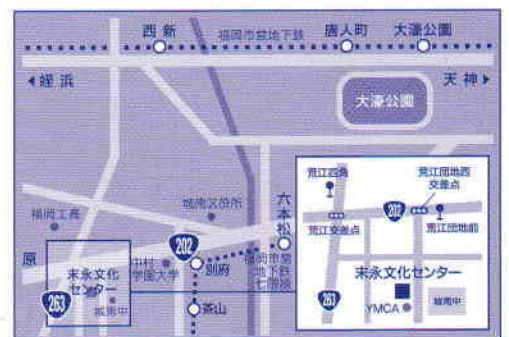 西新
福岡市営地下鉄
唐人町
大濠公園
姪浜
天神
大濠公園
荒江四角
荒江団地西
交差点
202
荒江交差点
荒江団地前
末永文化センター
263
YMCA
城南中
福岡工高
城南区役所
六本松
202
原
中村
学園大学
別府
福岡市営
地下鉄
七隈線
末永文化
センター
263
城南中
茶山